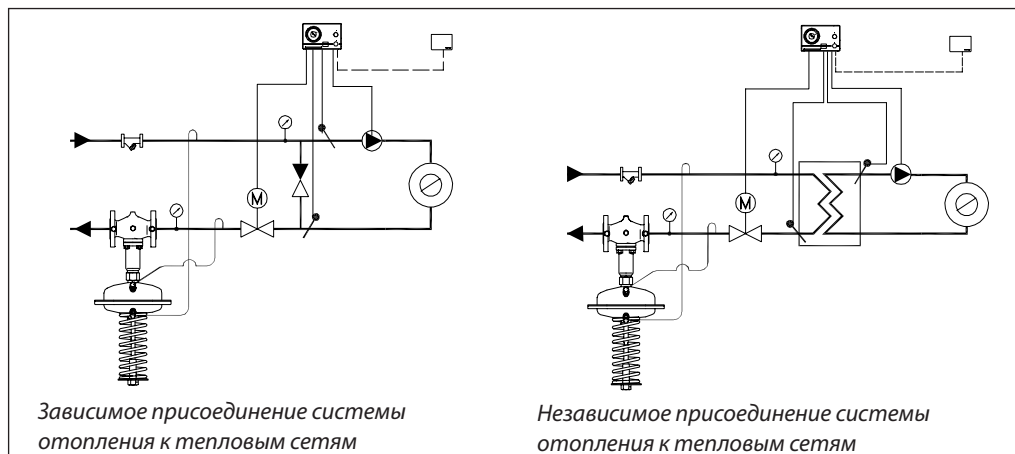 M
M
Зависимое присоединение системы
отопления к тепловым сетям
Независимое присоединение системы
отопления к тепловым сетям